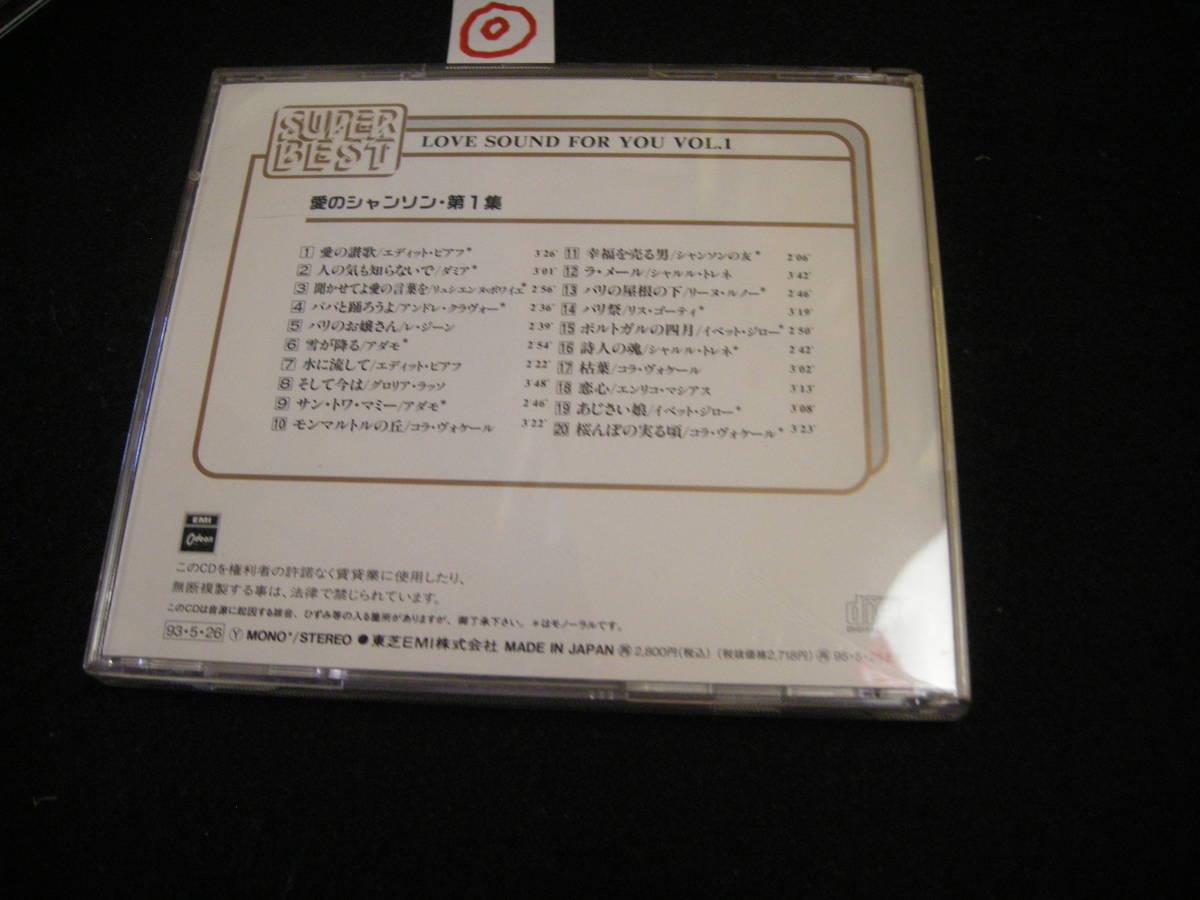 SUPER
BEST
LOVE SOUND FOR YOU VOL.1
愛のシャンソン・第1集
1 愛の讃歌/エディット・ピアフ* 3'26"
2 人の気も知らないで/ダミア* 3'01"
3 聞かせてよ愛の言葉を/リュシエンヌ・ボワイエ* 2'56"
4 パパと踊ろうよ/アンドレ・クラヴォー* 2'36"
5 パリのお嬢さん/レ・ジーン 2'39"
6 雪が降る/アダモ* 2'54"
7 水に流して/エディット・ピアフ 2'22"
8 そして今は/グロリア・ラッソ 3'48"
9 サン・トワ・マミー/アダモ* 2'46"
10 モンマルトルの丘/コラ・ヴォケール 3'22"
11 幸福を売る男/シャンソンの友* 2'06"
12 ラ・メール/シャルル・トレネ 3'42"
13 パリの屋根の下/リーヌ・ルノー* 2'46"
14 パリ祭/リス・ゴーティ* 3'19"
15 ポルトガルの四月/イベット・ジロー* 2'50"
16 詩人の魂/シャルル・トレネ* 2'42"
17 枯葉/コラ・ヴォケール 3'02"
18 恋心/エンリコ・マシアス 3'13"
19 あじさい娘/イベット・ジロー* 3'08"
20 桜んぼの実る頃/コラ・ヴォケール* 3'23"
EMI
Odeon
このCDを権利者の許諾なく賃貸業に使用したり、
無断複製する事は、法律で禁じられています。
このCDは音源に起因する雑音、ひずみ等の入る箇所がありますが、御了承下さい。*はモノーラルです。
93・5・26 Ⓨ MONO*/STEREO ●東芝EMI株式会社 MADE IN JAPAN ㊢2,800円(税込) (税抜価格2,718円) ㊢95・5・25